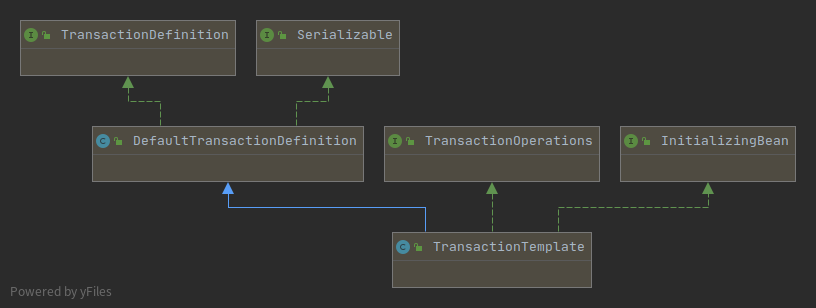 TransactionDefinition
Serializable
DefaultTransactionDefinition
TransactionOperations
InitializingBean
TransactionTemplate
Powered by yFiles